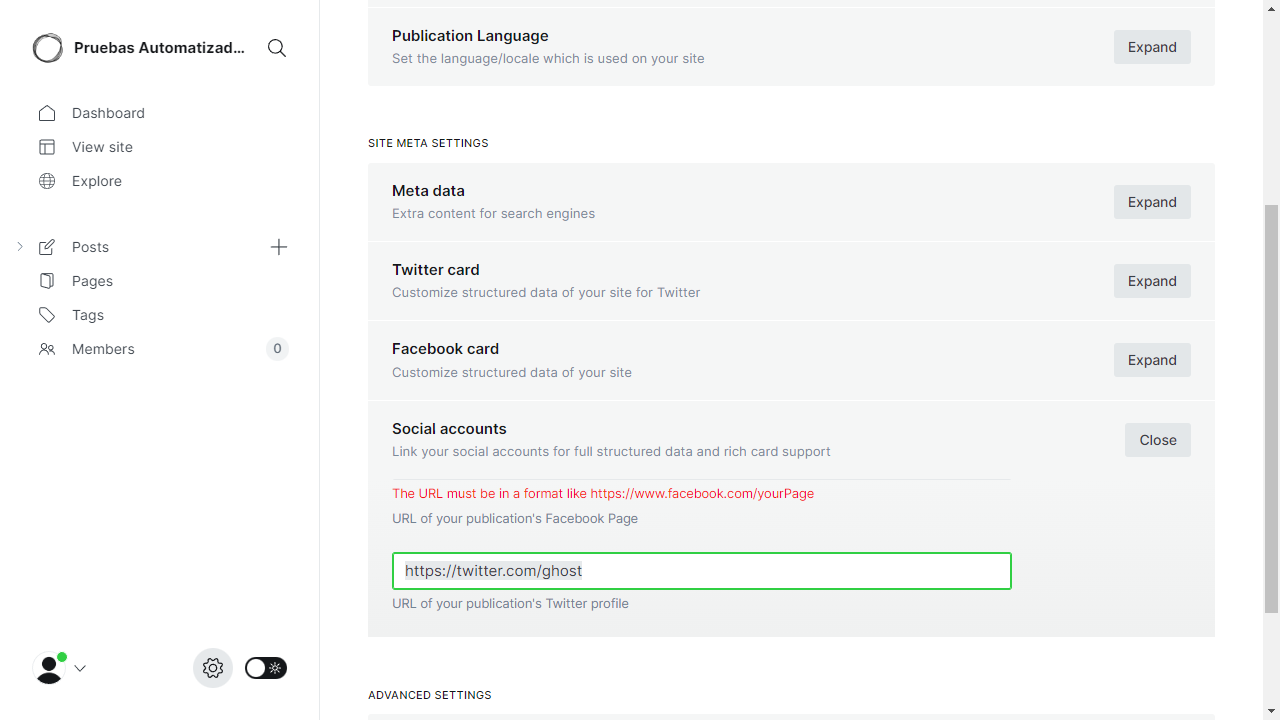 Pruebas Automatizad...
Dashboard
View site
Explore
Posts
Pages
Tags
Members
0
Publication Language
Set the language/locale which is used on your site
Expand
SITE META SETTINGS
Meta data
Extra content for search engines
Expand
Twitter card
Customize structured data of your site for Twitter
Expand
Facebook card
Customize structured data of your site
Expand
Social accounts
Link your social accounts for full structured data and rich card support
Close
The URL must be in a format like https://www.facebook.com/yourPage
URL of your publication's Facebook Page
https://twitter.com/ghost
URL of your publication's Twitter profile
ADVANCED SETTINGS